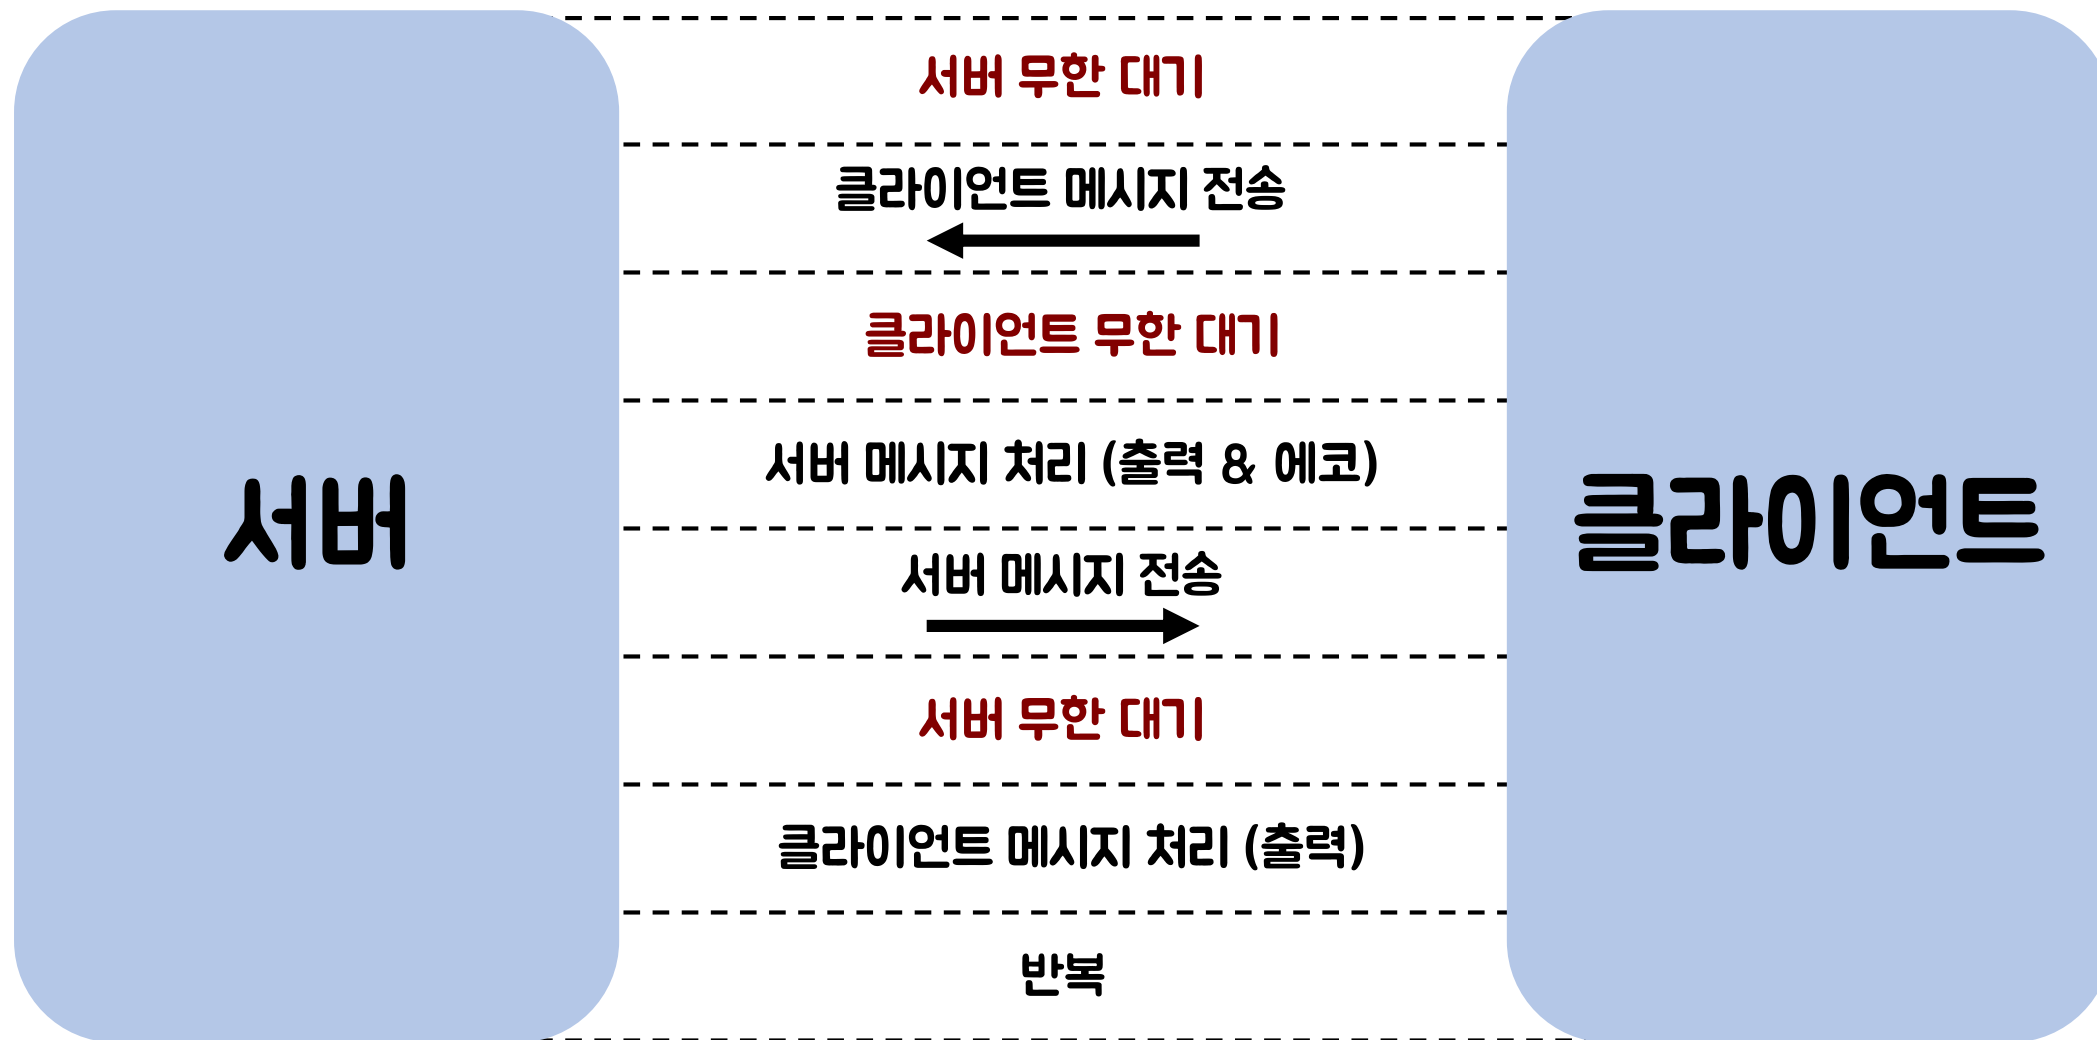 서버 무한 대기
클라이언트 메시지 전송
클라이언트 무한 대기
서버 메시지 처리 (출력 & 에코)
서버
클라이언트
서버 메시지 전송
서버 무한 대기
클라이언트 메시지 처리 (출력)
반복